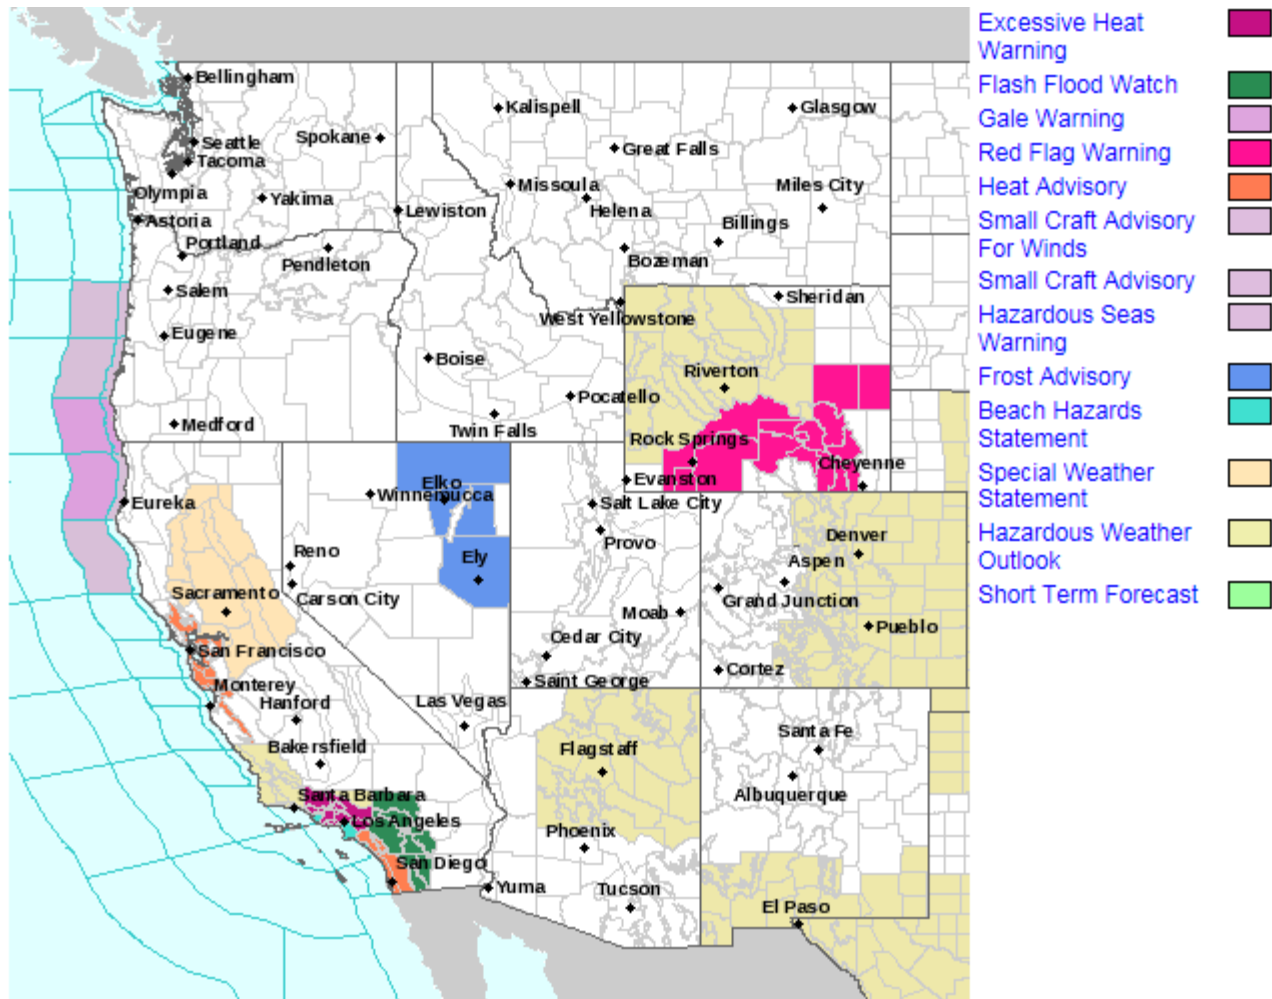 Bellingham
Kalispell
Glasgow
Seattle
Spokane
Great Falls
Tacoma
Missoula
Miles City
Olympia
Yakima
Helena
Lewiston
Astoria
Billings
Portland
Bozeman
Pendleton
Salem
Sheridan
West Yellowstone
Eugene
Boise
Riverton
Pocatello
Medford
Twin Falls
Rock Springs
Cheyenne
Elko
Evanston
Winnemucca
Eureka
Salt Lake City
Denver
Provo
Reno
Ely
Aspen
Sacramento
Carson City
Grand Junction
Moab
Pueblo
Cedar City
San Francisco
Cortez
Saint George
Monterey
Hanford
Las Vegas
Santa Fe
Bakersfield
Flagstaff
Albuquerque
Santa Barbara
Los Angeles
Phoenix
San Diego
Yuma
Tucson
El Paso
Excessive Heat
Warning
Flash Flood Watch
Gale Warning
Red Flag Warning
Heat Advisory
Small Craft Advisory
For Winds
Small Craft Advisory
Hazardous Seas
Warning
Frost Advisory
Beach Hazards
Statement
Special Weather
Statement
Hazardous Weather
Outlook
Short Term Forecast